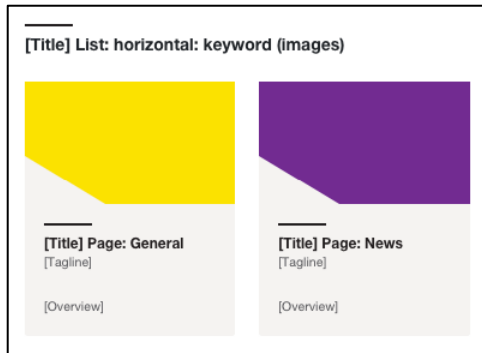 [Title] List: horizontal: keyword (images)
[Title] Page: General
[Tagline]
[Overview]
[Title] Page: News
[Tagline]
[Overview]